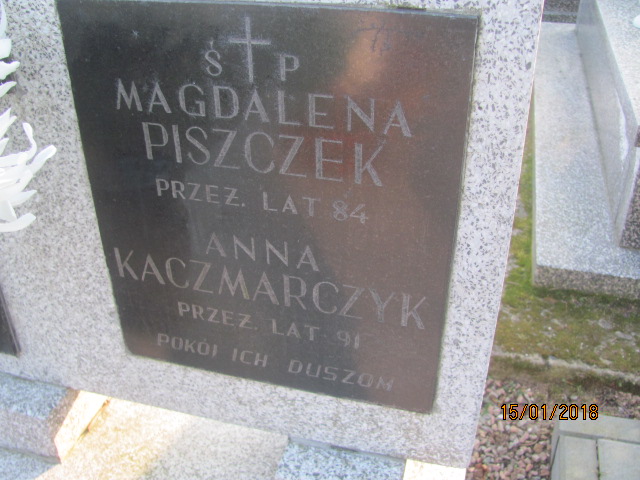 Ś P
MAGDALENA
PISZCZEK
PRZEŻ. LAT 84
ANNA
KACZMARCZYK
PRZEŻ. LAT 91
POKÓJ ICH DUSZOM
15/01/2018